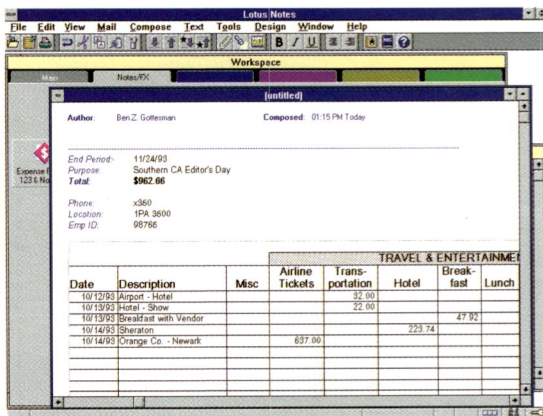 Lotus Notes
File Edit View Mail Compose Text Tools Design Window Help
B I U
Workspace
Main Notes/FX
[untitled]
Author: Ben Z. Gottesman Composed: 01:15 PM Today
End Period: 11/24/93
Purpose: Southern CA Editor's Day
Total: $962.66
Expense
123 & No
Phone: x360
Location: 1PA 3600
Emp ID: 98766
TRAVEL & ENTERTAINME
Date Description Misc Airline Tickets Trans-portation Hotel Break-fast Lunch
10/12/93 Airport - Hotel 32.00
10/13/93 Hotel - Show 22.00
10/13/93 Breakfast with Vendor 47.92
10/14/93 Sheraton 223.74
10/14/93 Orange Co. - Newark 637.00